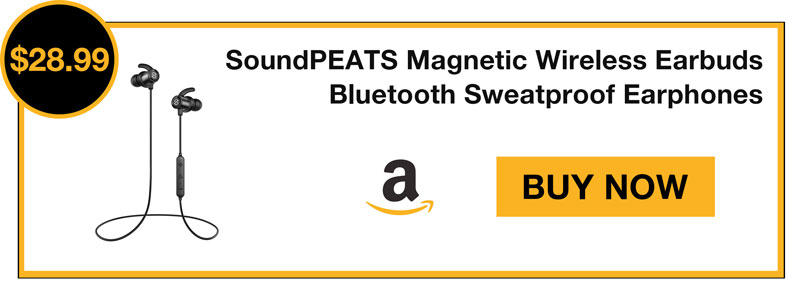 $28.99
SoundPEATS Magnetic Wireless Earbuds
Bluetooth Sweatproof Earphones
a
BUY NOW